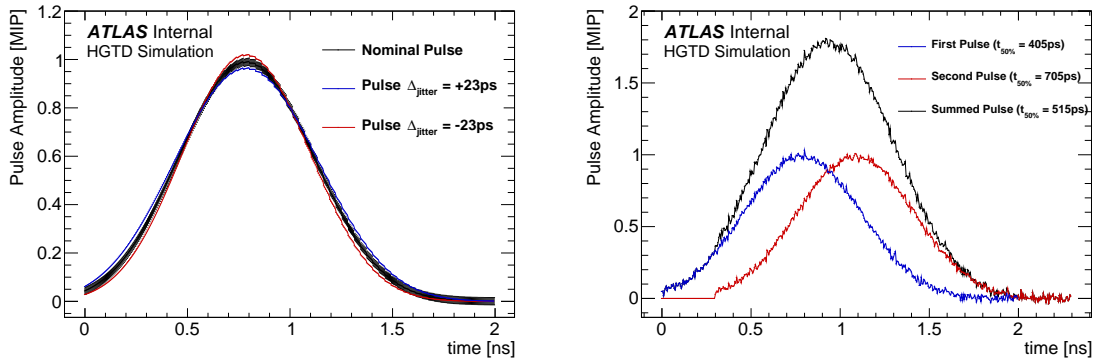 Pulse Amplitude [MIP]
1.2
1
0.8
0.6
0.4
0.2
0
ATLAS Internal
HGTD Simulation
Nominal Pulse
Pulse Δjitter = +23ps
Pulse Δjitter = -23ps
0 0.5 1 1.5 2
time [ns]
Pulse Amplitude [MIP]
2
1.5
1
0.5
0
ATLAS Internal
HGTD Simulation
First Pulse (t50% = 405ps)
Second Pulse (t50% = 705ps)
Summed Pulse (t50% = 515ps)
0 0.5 1 1.5 2
time [ns]